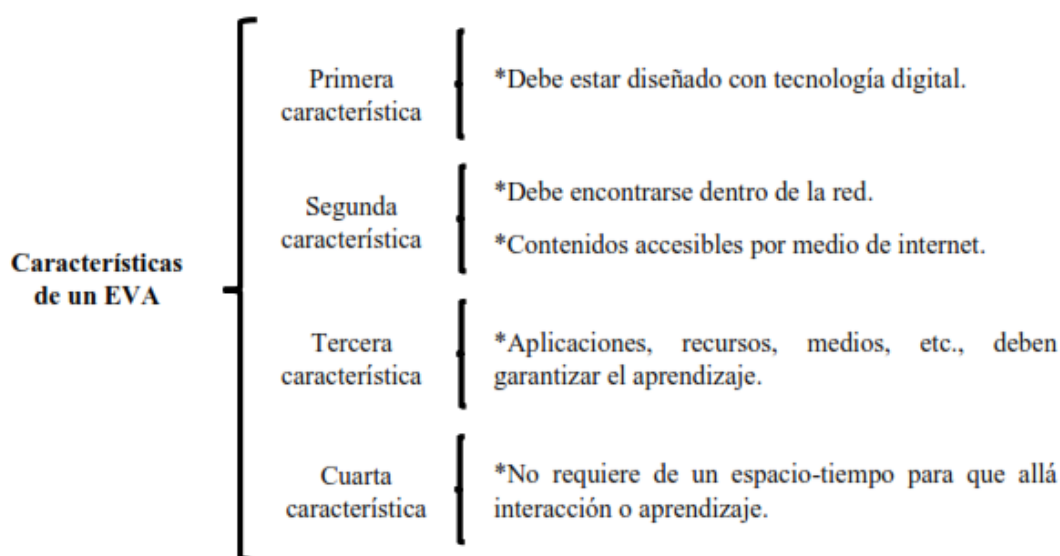 Características
de un EVA
Primera
característica
*Debe estar diseñado con tecnología digital.
Segunda
característica
*Debe encontrarse dentro de la red.
*Contenidos accesibles por medio de internet.
Tercera
característica
*Aplicaciones, recursos, medios, etc., deben
garantizar el aprendizaje.
Cuarta
característica
*No requiere de un espacio-tiempo para que allá
interacción o aprendizaje.